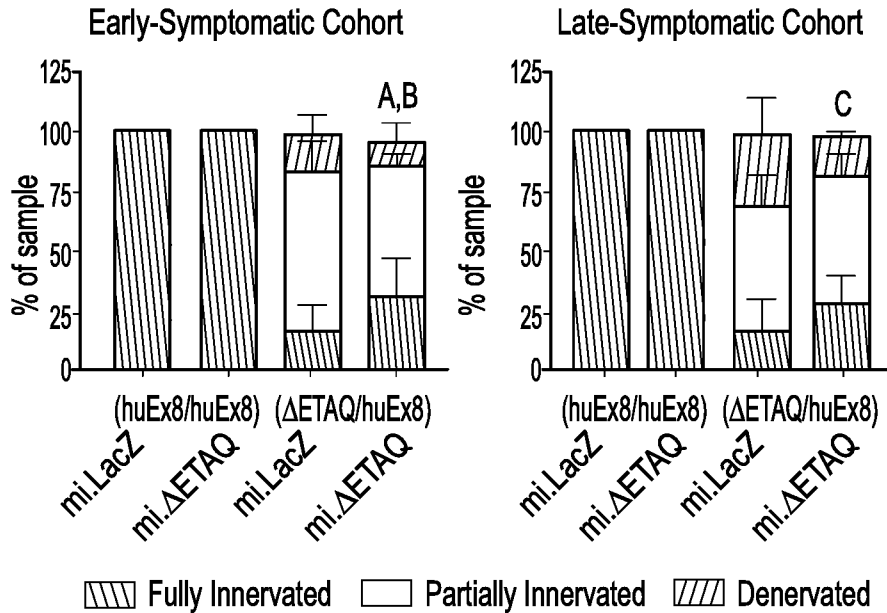 Early-Symptomatic Cohort
% of sample
125
100
75
50
25
0
A,B
(huEx8/huEx8) (ΔETAQ/huEx8)
mi.LacZ
mi.ΔETAQ
mi.LacZ
mi.ΔETAQ
Late-Symptomatic Cohort
% of sample
125
100
75
50
25
0
C
(huEx8/huEx8) (ΔETAQ/huEx8)
mi.LacZ
mi.ΔETAQ
mi.LacZ
mi.ΔETAQ
Fully Innervated Partially Innervated Denervated